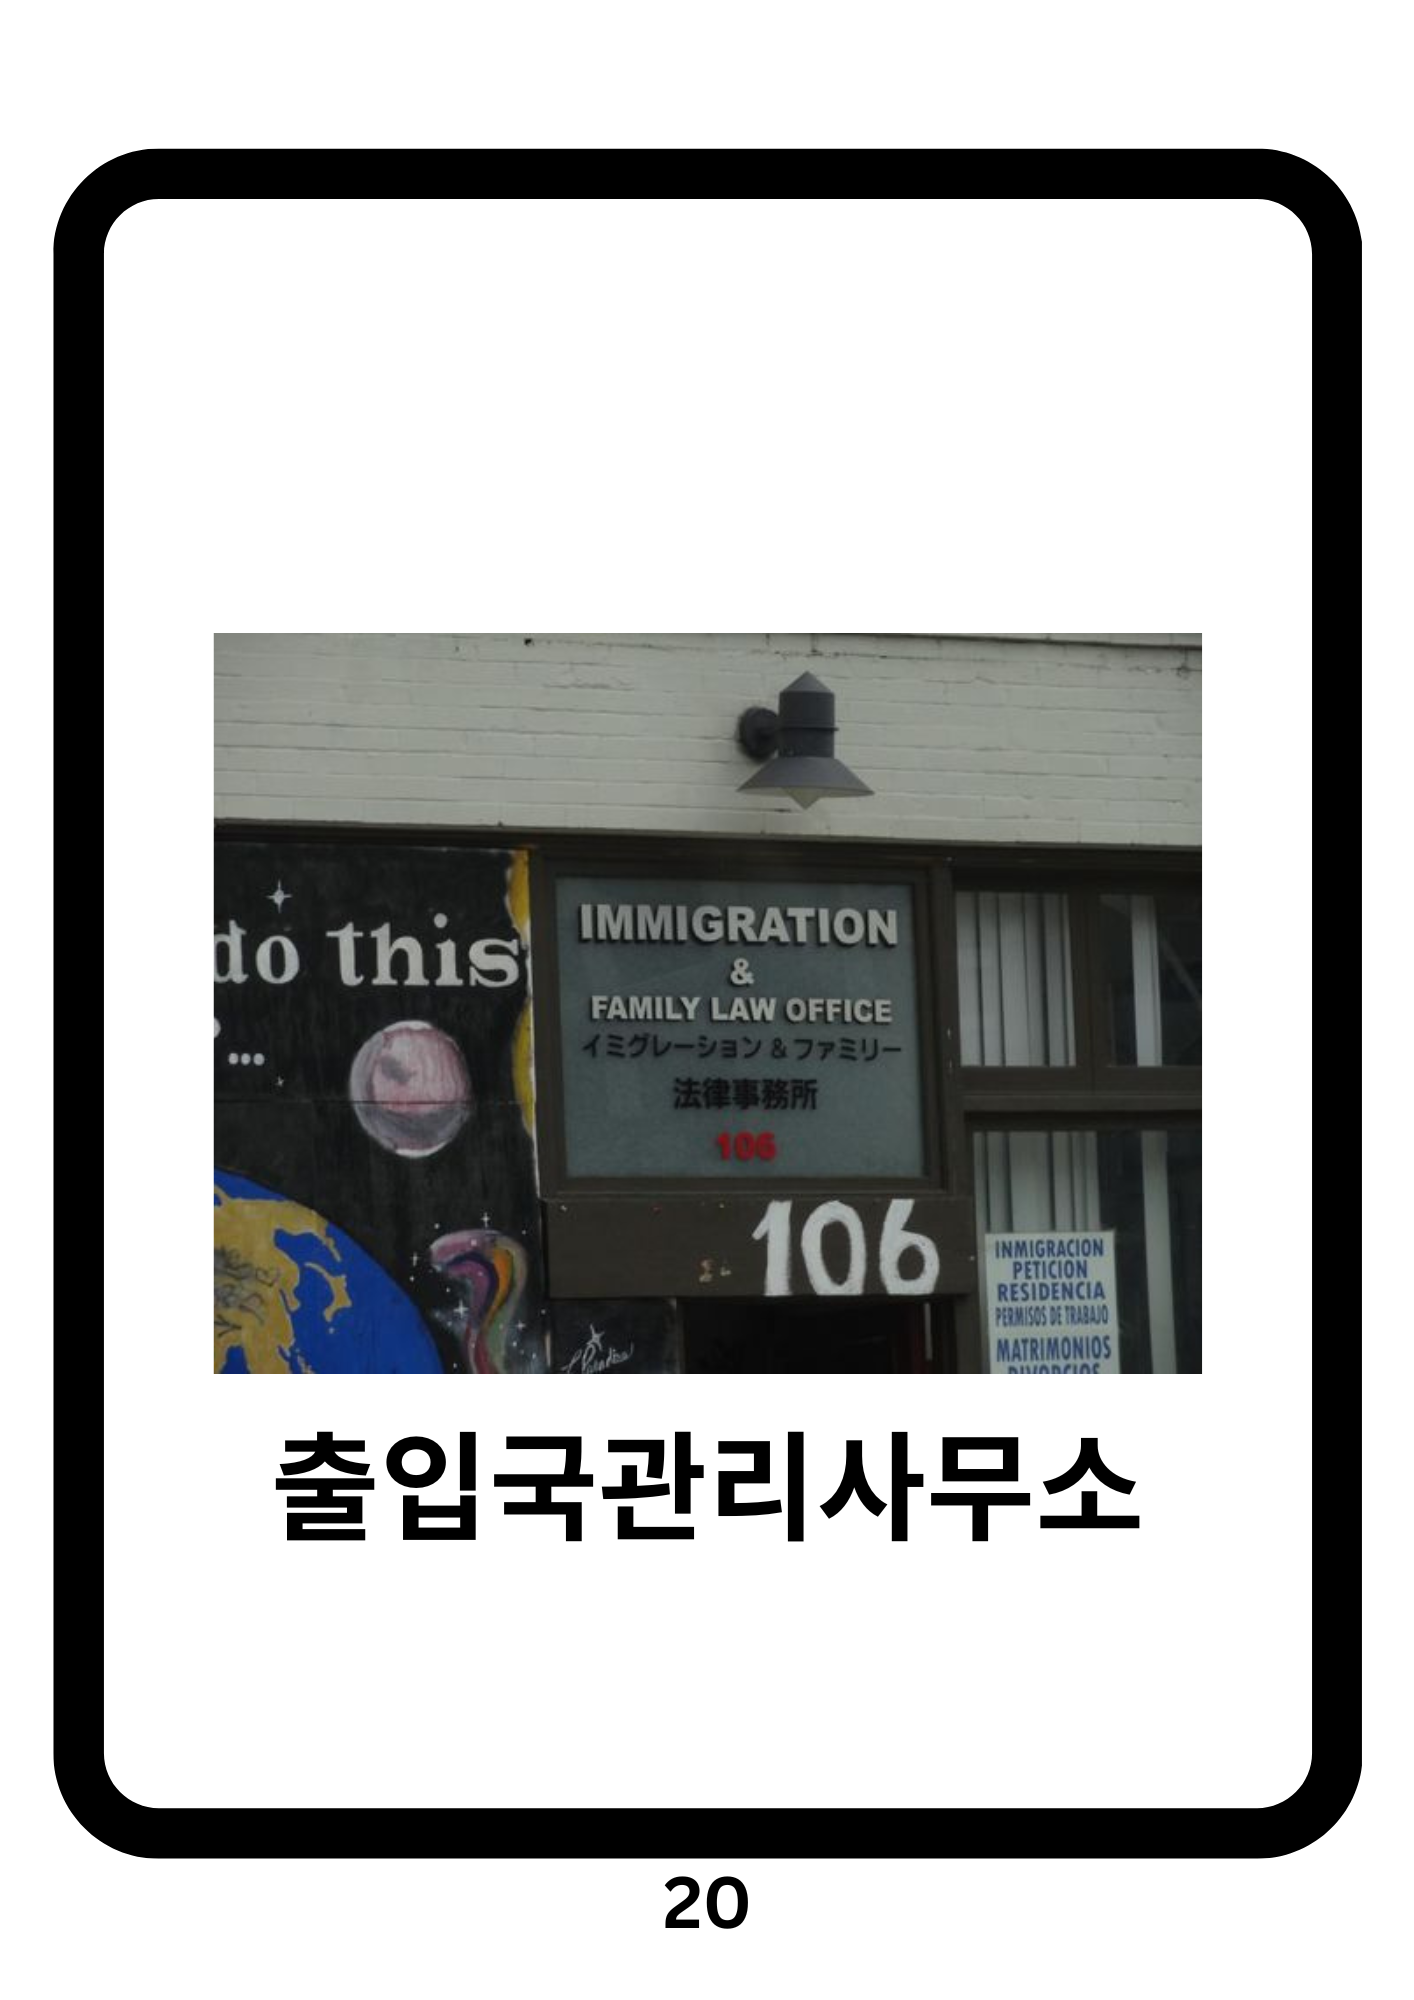 do this
...
IMMIGRATION
&
FAMILY LAW OFFICE
イミグレーション & ファミリー
法律事務所
106
106
INMIGRACION
PETICION
RESIDENCIA
PERMISOS DE TRABAJO
MATRIMONIOS
DIVORCIOS
출입국관리사무소
20